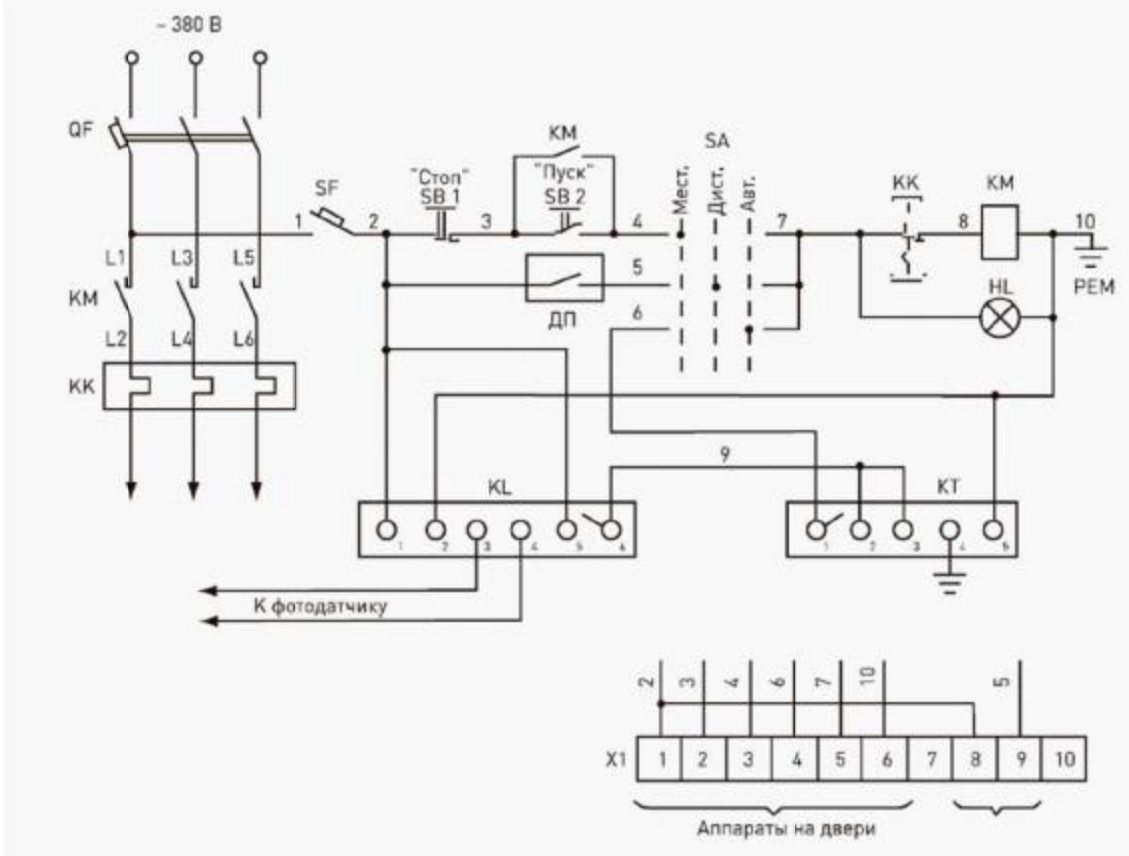 ~ 380 В
QF
SF
"Стоп"
SB 1
KM
"Пуск"
SB 2
SA
Мест.
Дист.
Авт.
KK
KM
1
2
3
4
7
8
10
L1
L3
L5
5
ДП
HL
PEM
KM
6
L2
L4
L6
KK
9
KL
KT
1
2
3
4
5
6
1
2
3
4
5
К фотодатчику
2
3
4
6
7
10
5
X1
1
2
3
4
5
6
7
8
9
10
Аппараты на двери